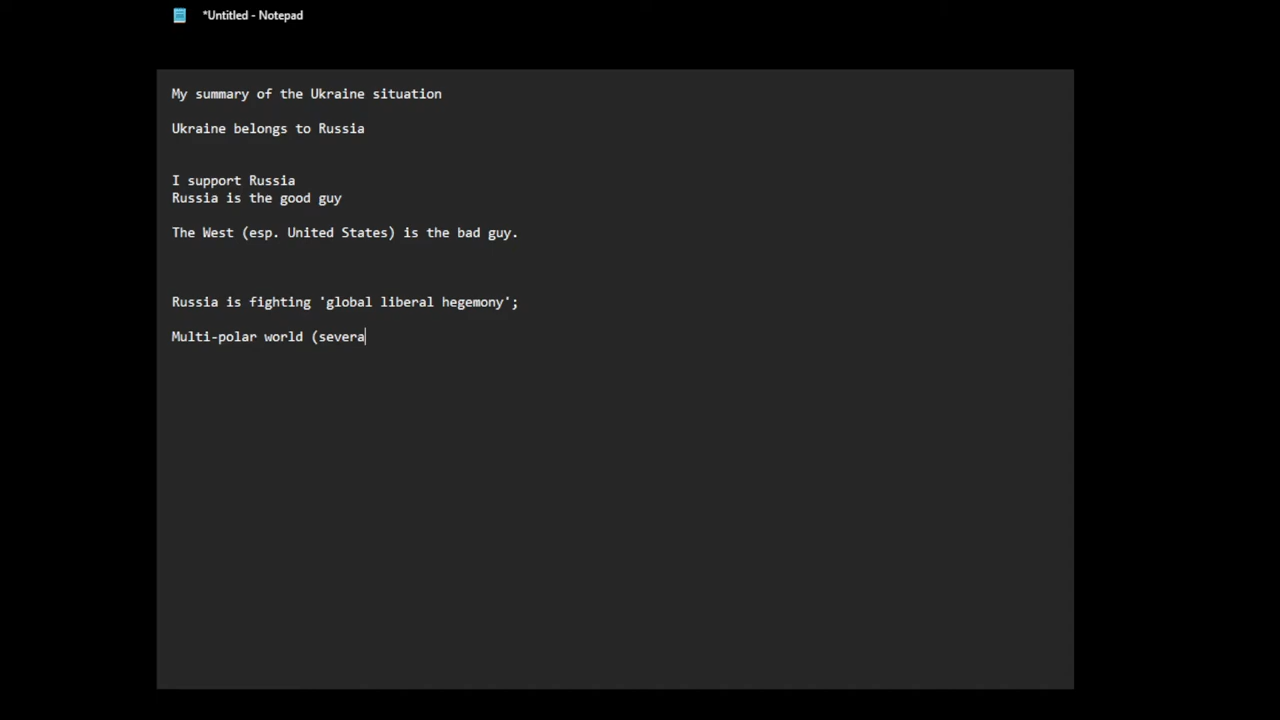 *Untitled - Notepad
My summary of the Ukraine situation
Ukraine belongs to Russia
I support Russia
Russia is the good guy
The West (esp. United States) is the bad guy.
Russia is fighting 'global liberal hegemony';
Multi-polar world (severa